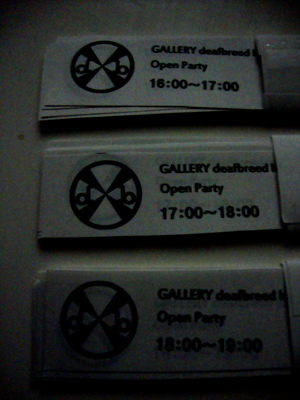 GALLERY deafbreed
Open Party
16:00~17:00
d b
GALLERY deafbreed
Open Party
17:00~18:00
d b
GALLERY deafbreed
Open Party
18:00~19:00
d b